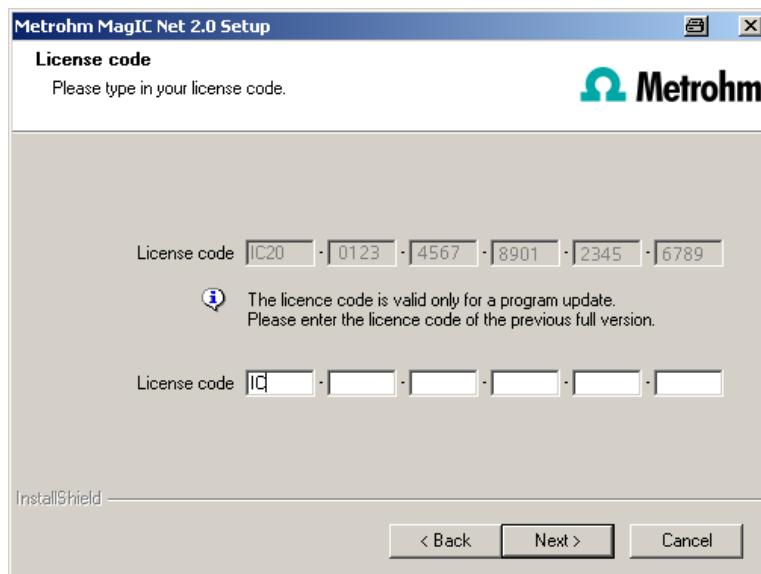 Metrohm MagIC Net 2.0 Setup
License code
Please type in your license code.
Metrohm
License code IC20 - 0123 - 4567 - 8901 - 2345 - 6789
The licence code is valid only for a program update.
Please enter the licence code of the previous full version.
License code IC - - - - -
InstallShield
< Back Next > Cancel